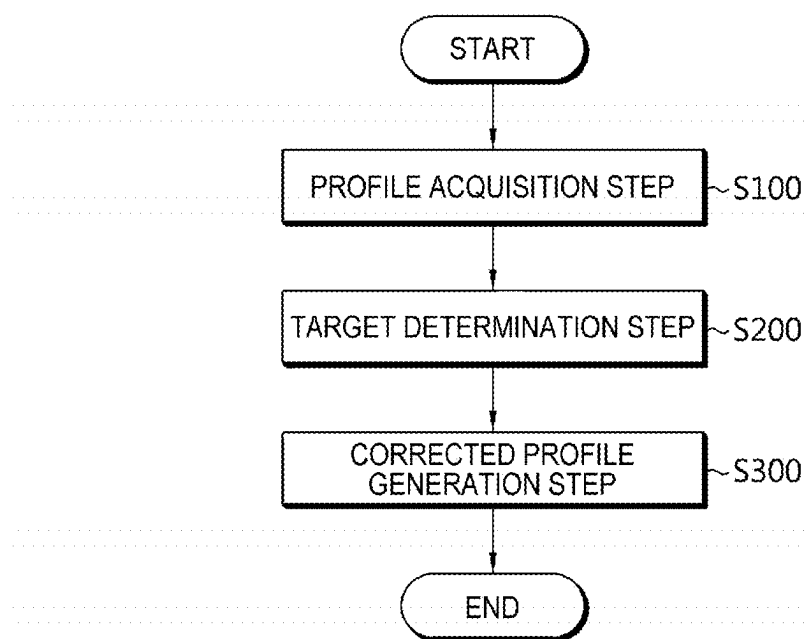 START
PROFILE ACQUISITION STEP S100
TARGET DETERMINATION STEP S200
CORRECTED PROFILE
GENERATION STEP S300
END